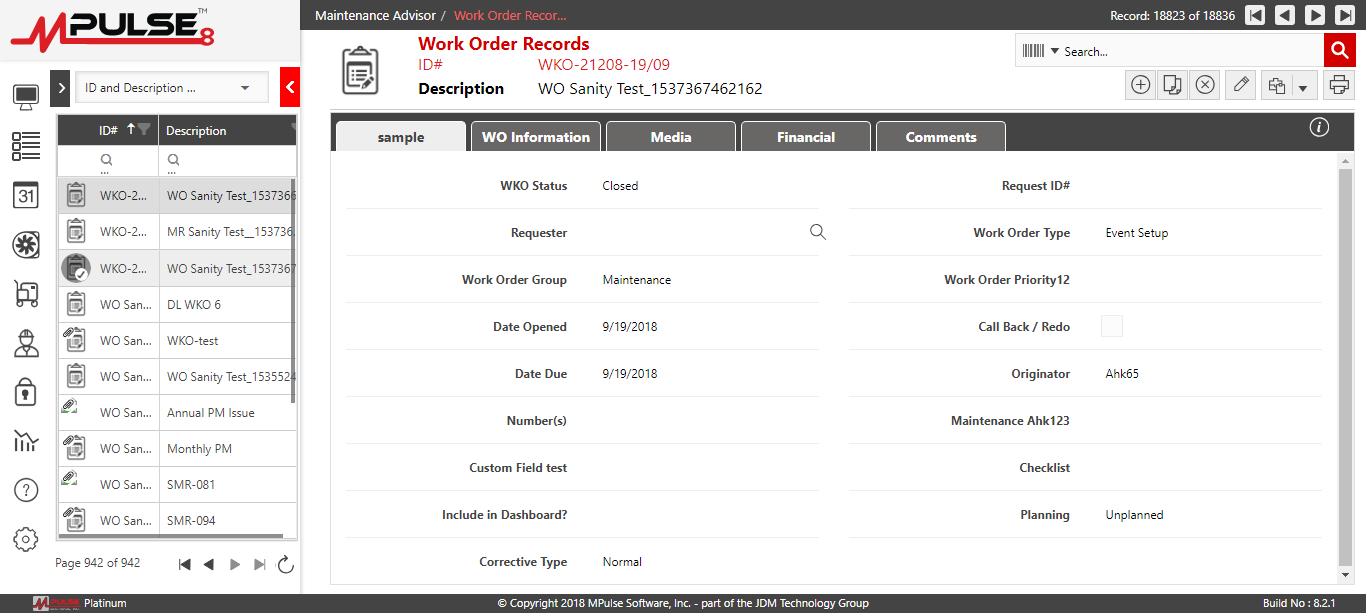 MPULSE 8 ™
Maintenance Advisor / Work Order Recor...
Record: 18823 of 18836
Work Order Records
ID# WKO-21208-19/09
Description WO Sanity Test_1537367462162
Search...
ID and Description ...
ID# Description
...
...
WKO-2... WO Sanity Test_1537366
WKO-2... MR Sanity Test__153736
WKO-2... WO Sanity Test_1537367
WO San... DL WKO 6
WO San... WKO-test
WO San... WO Sanity Test_1535524
WO San... Annual PM Issue
WO San... Monthly PM
WO San... SMR-081
WO San... SMR-094
Page 942 of 942
31
?
sample WO Information Media Financial Comments
i
WKO Status Closed Request ID#
Requester Work Order Type Event Setup
Work Order Group Maintenance Work Order Priority12
Date Opened 9/19/2018 Call Back / Redo
Date Due 9/19/2018 Originator Ahk65
Number(s) Maintenance Ahk123
Custom Field test Checklist
Include in Dashboard? Planning Unplanned
Corrective Type Normal
MPULSE Platinum
© Copyright 2018 MPulse Software, Inc. - part of the JDM Technology Group
Build No : 8.2.1